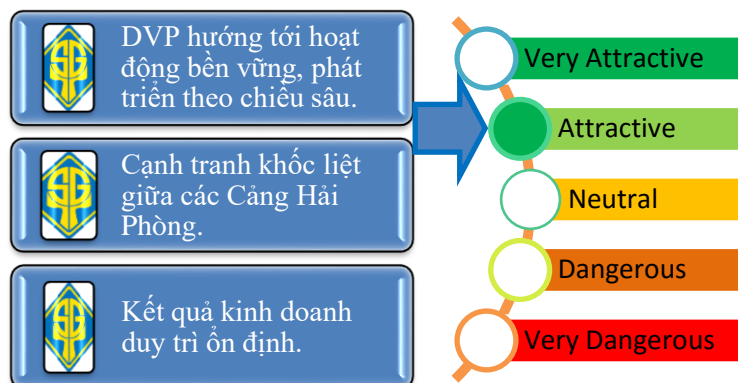 DVP hướng tới hoạt
động bền vững, phát
triển theo chiều sâu.
Cạnh tranh khốc liệt
giữa các Cảng Hải
Phòng.
Kết quả kinh doanh
duy trì ổn định.
Very Attractive
Attractive
Neutral
Dangerous
Very Dangerous